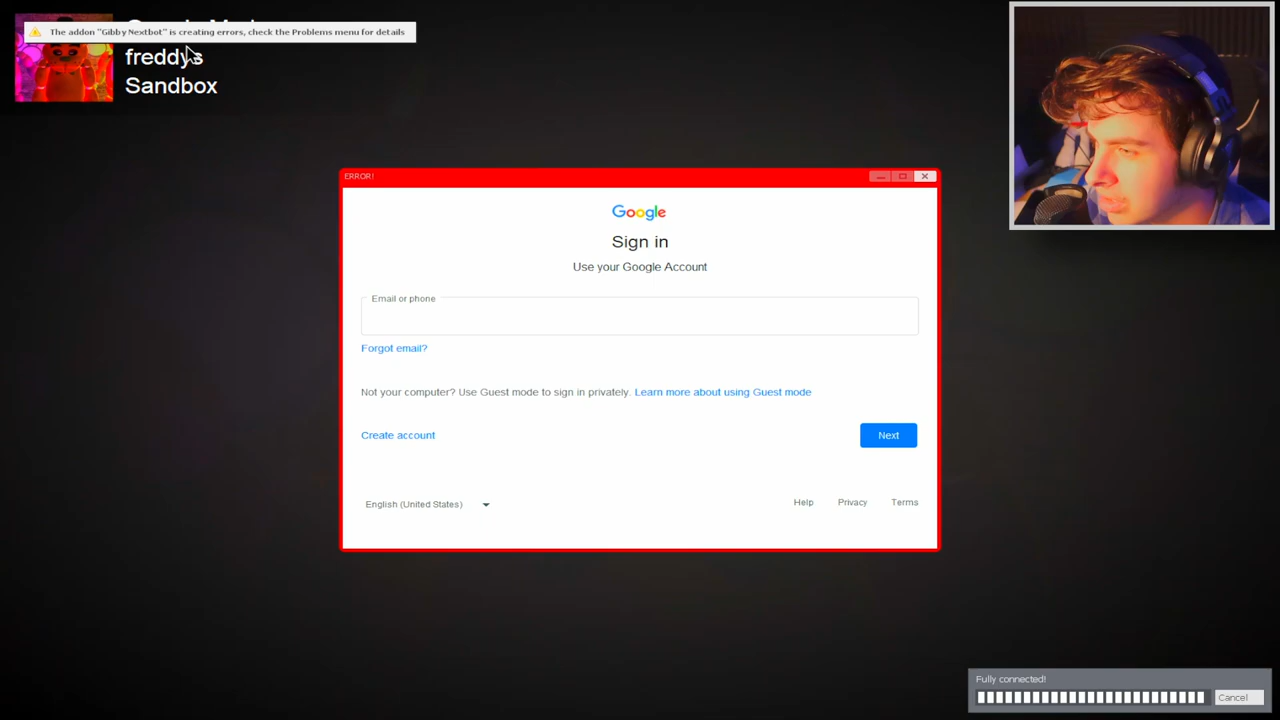 The addon "Gibby Nextbot" is creating errors, check the Problems menu for details
freddys
Sandbox
ERROR!
Google
Sign in
Use your Google Account
Email or phone
Forgot email?
Not your computer? Use Guest mode to sign in privately. Learn more about using Guest mode
Create account
Next
English (United States)
Help Privacy Terms
Fully connected!
Cancel